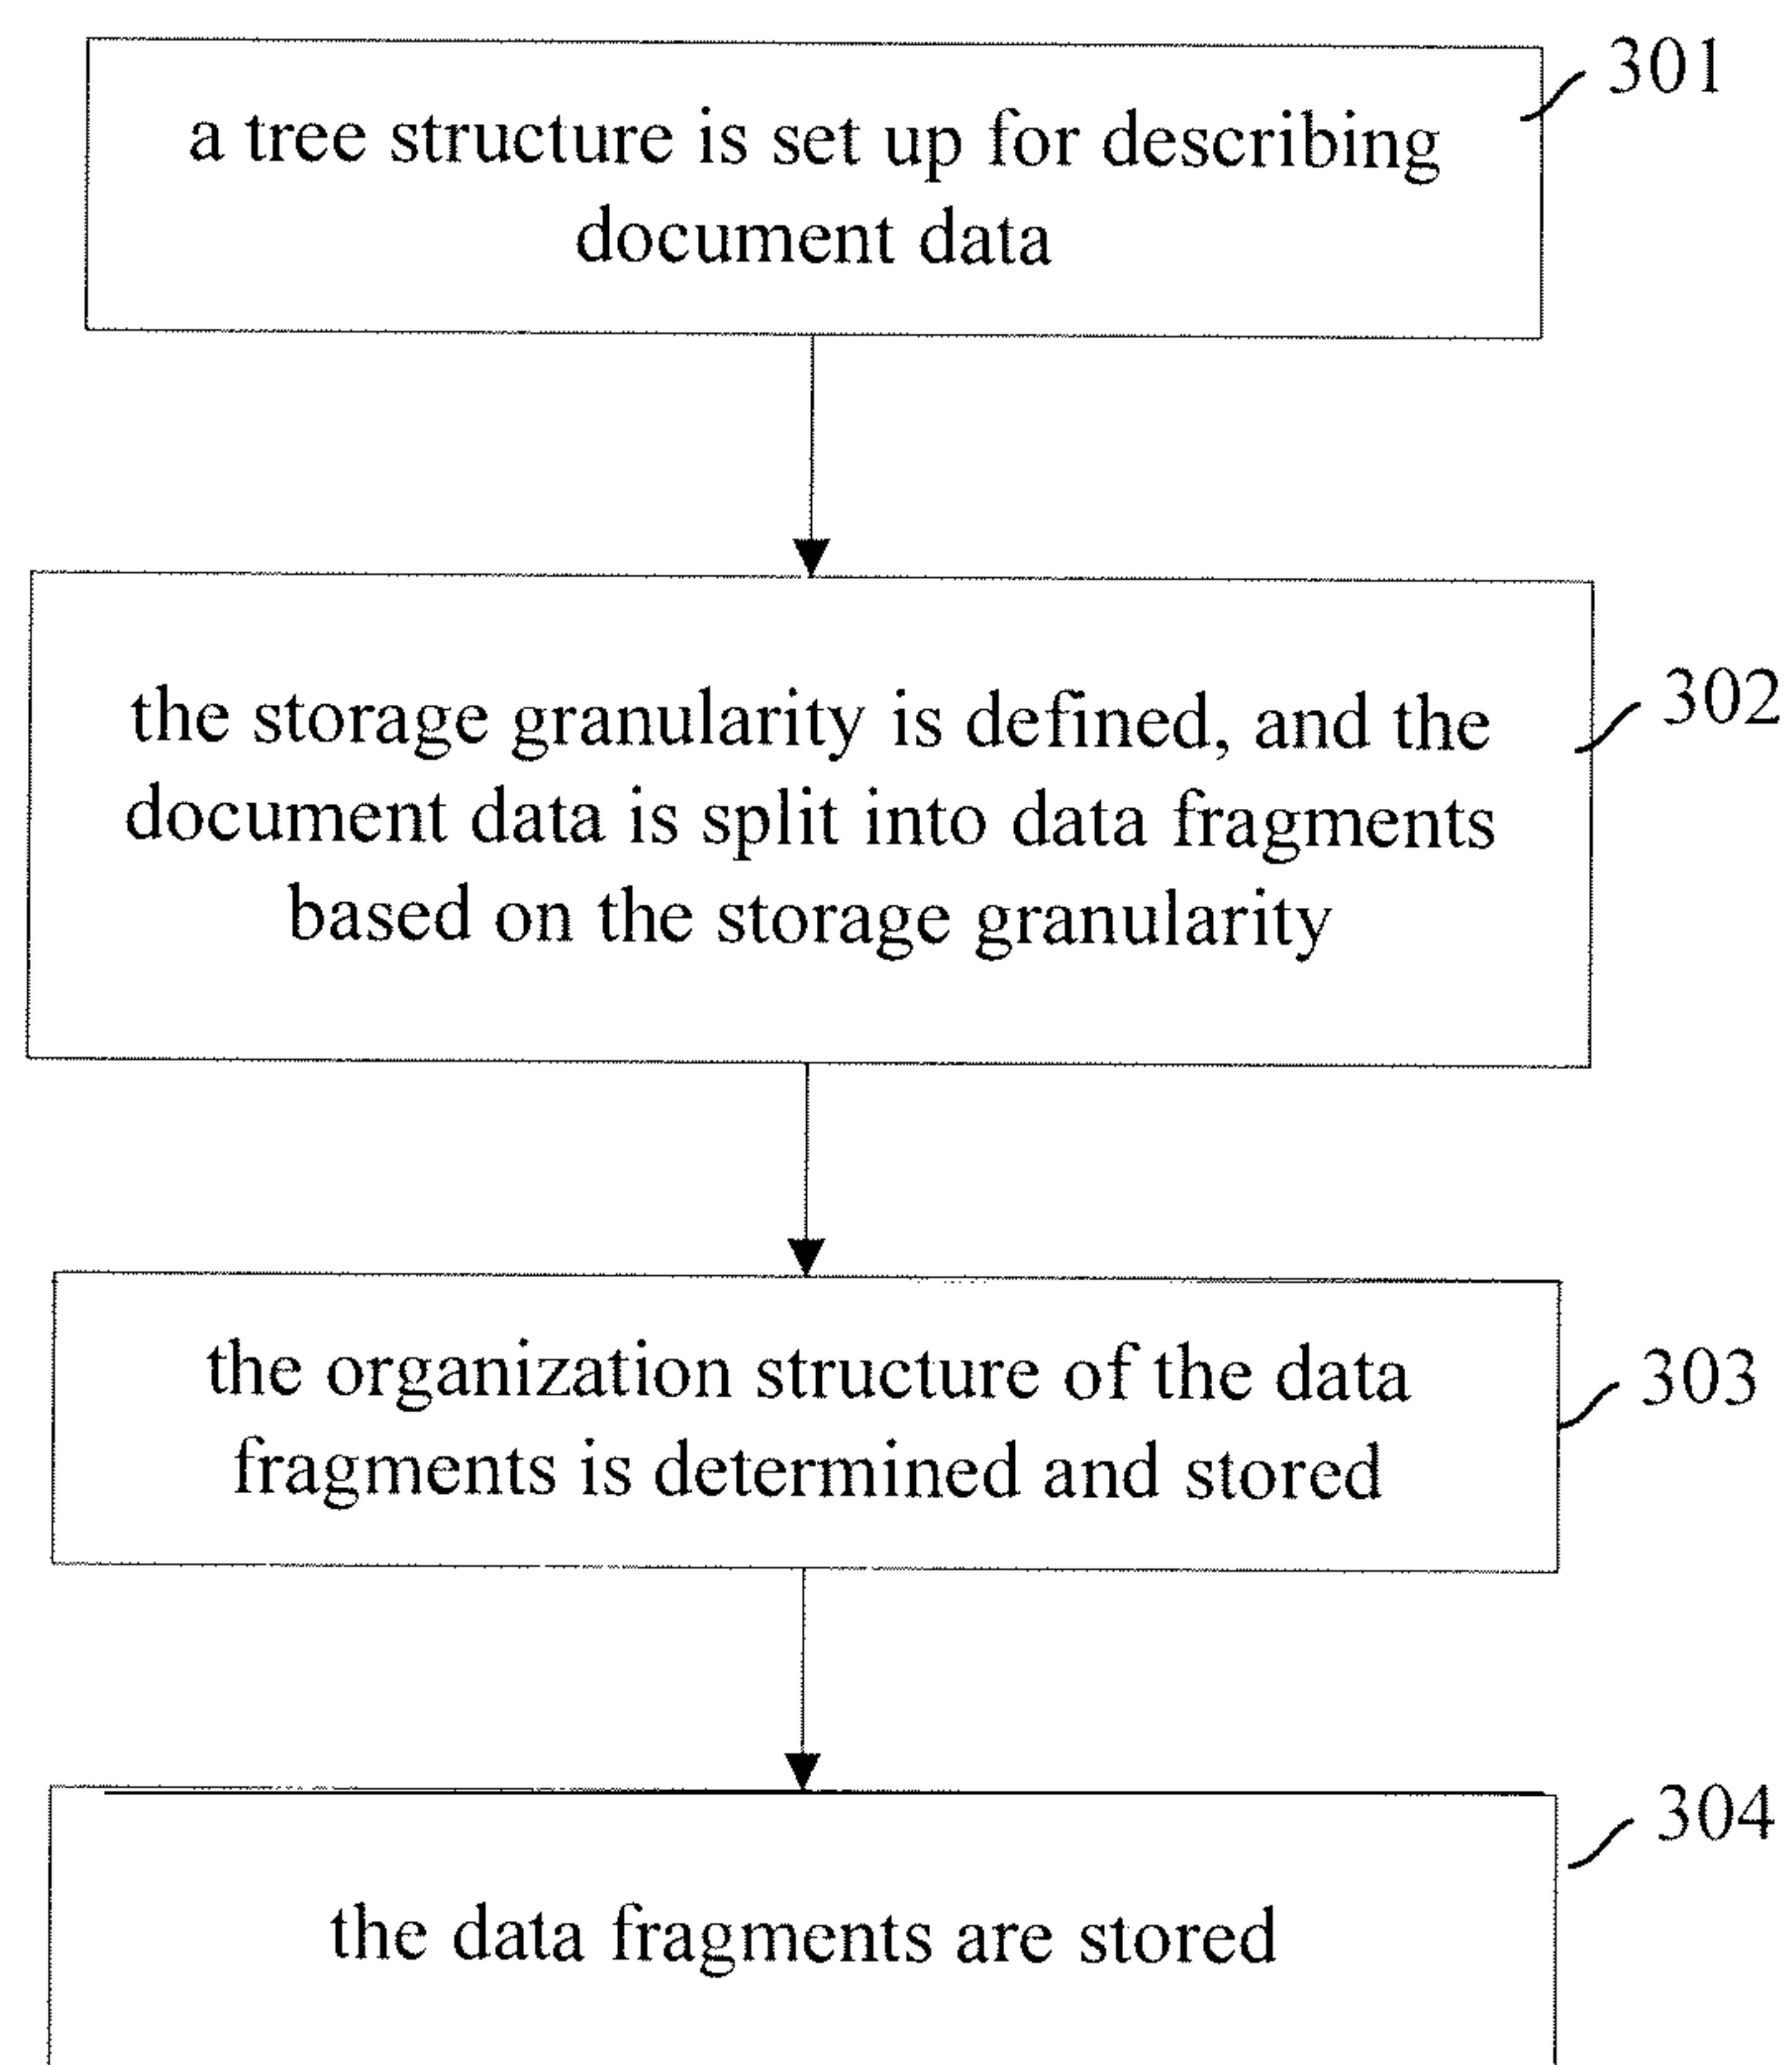 301
a tree structure is set up for describing
document data
302
the storage granularity is defined, and the
document data is split into data fragments
based on the storage granularity
303
the organization structure of the data
fragments is determined and stored
304
the data fragments are stored